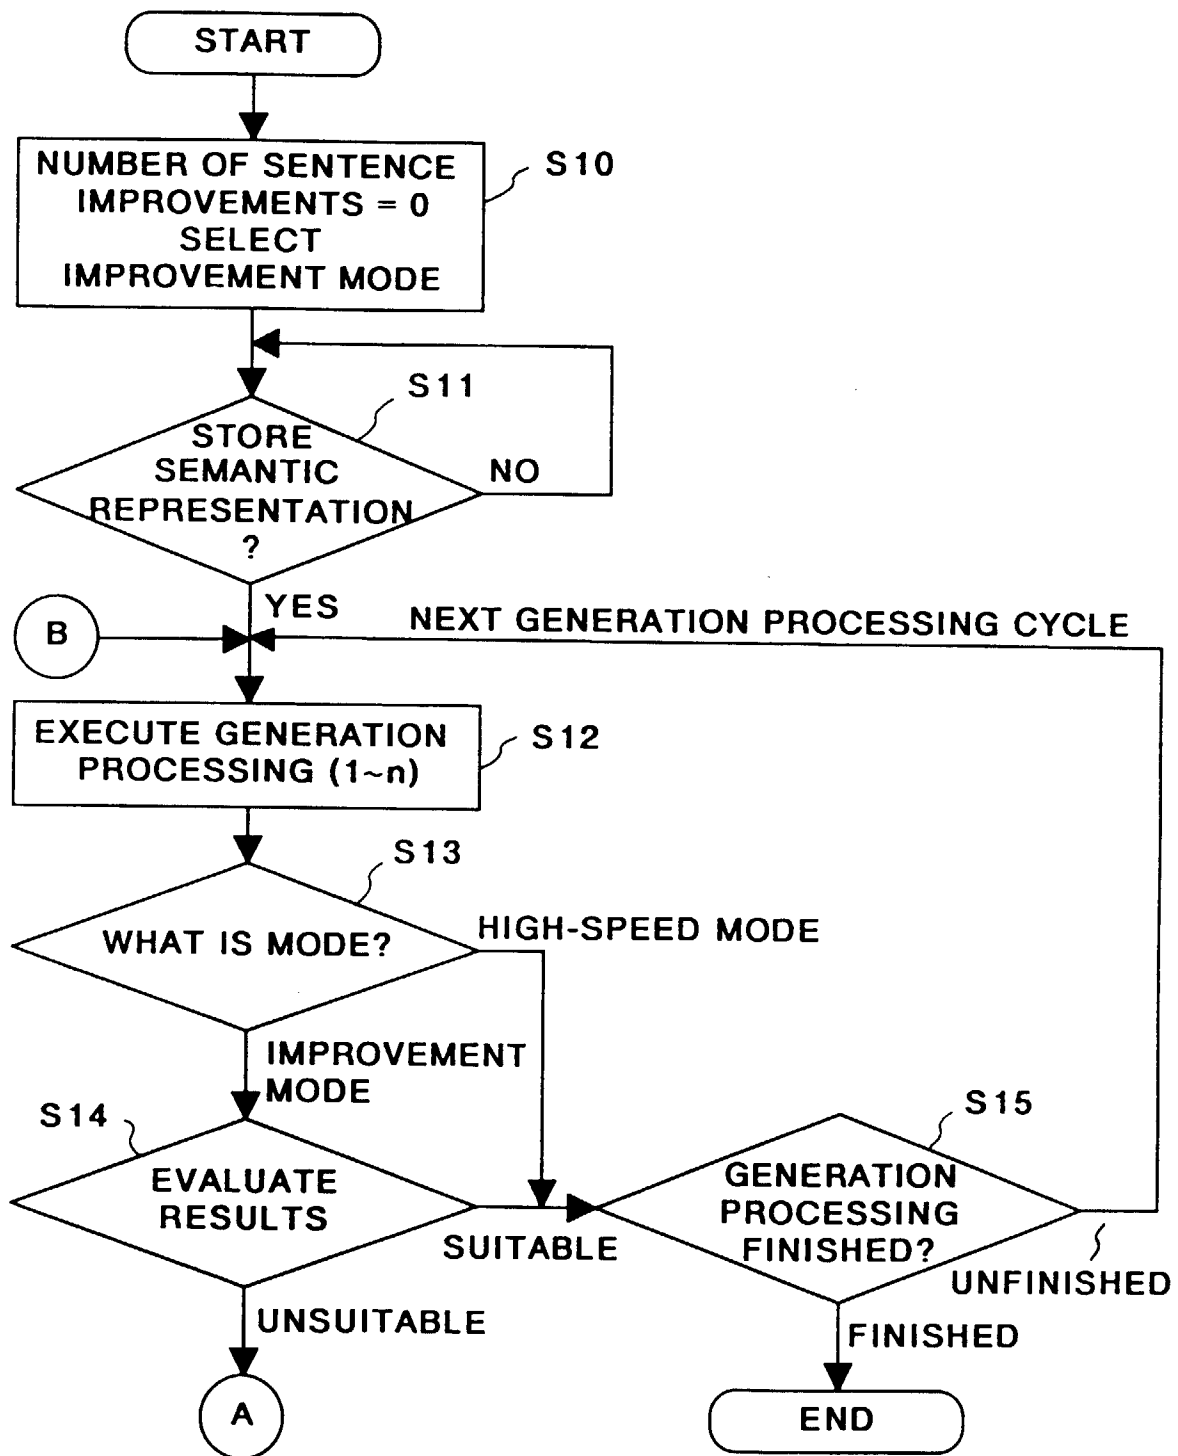 START
NUMBER OF SENTENCE
IMPROVEMENTS = 0
SELECT
IMPROVEMENT MODE
S10
S11
STORE
SEMANTIC
REPRESENTATION
?
NO
YES
B
NEXT GENERATION PROCESSING CYCLE
EXECUTE GENERATION
PROCESSING (1~n)
S12
S13
WHAT IS MODE?
HIGH-SPEED MODE
IMPROVEMENT
MODE
S14
EVALUATE
RESULTS
SUITABLE
S15
GENERATION
PROCESSING
FINISHED?
UNFINISHED
UNSUITABLE
FINISHED
A
END